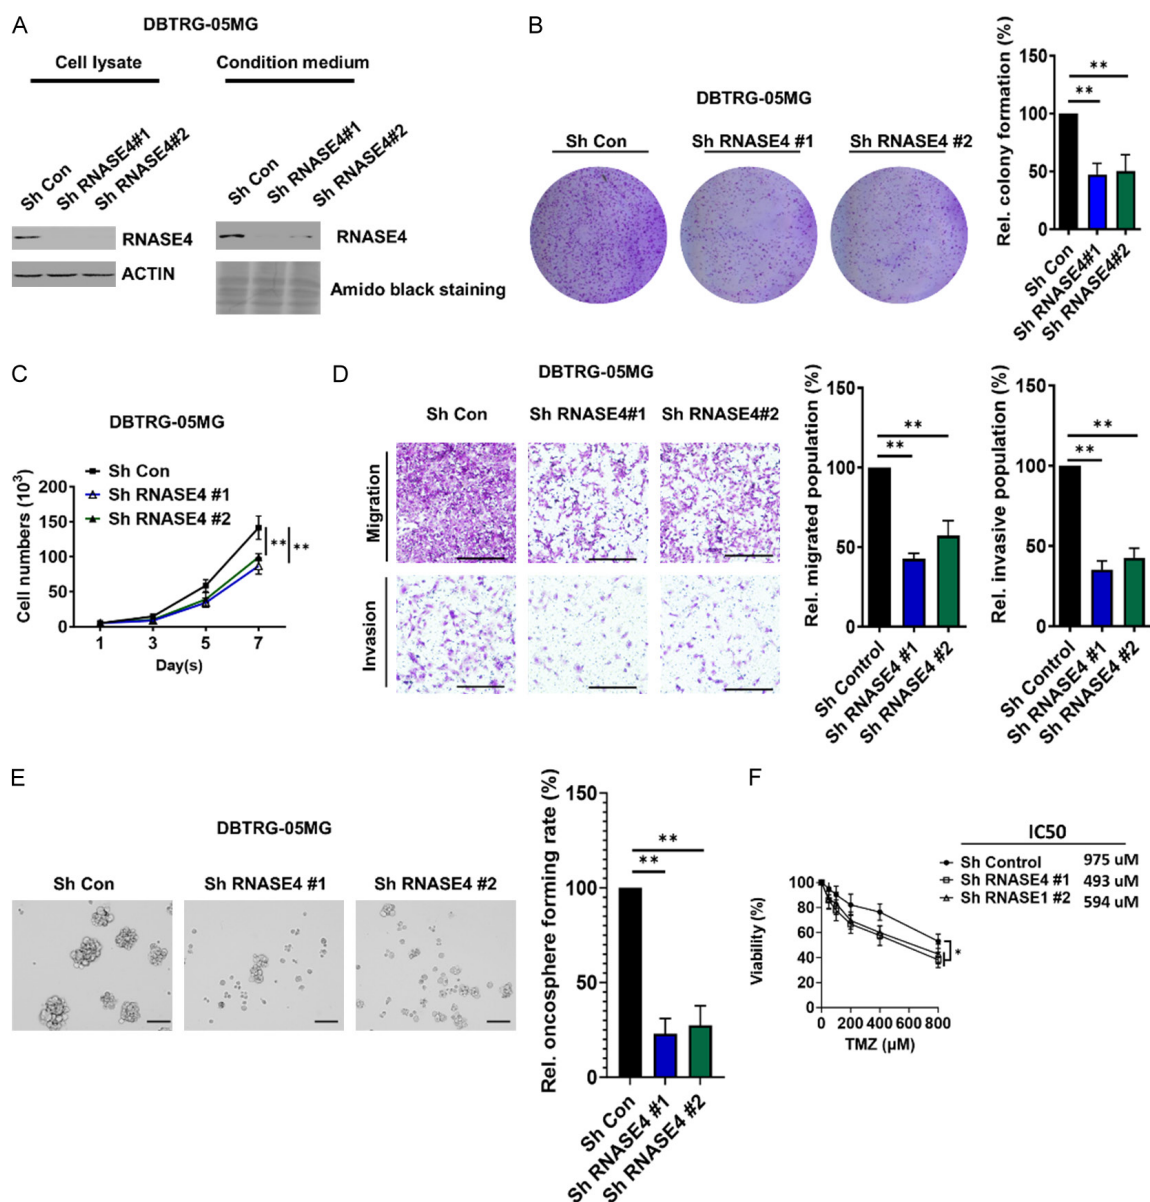 A
DBTRG-05MG
Cell lysate
Condition medium
Sh Con
Sh RNASE4#1
Sh RNASE4#2
Sh Con
Sh RNASE4#1
Sh RNASE4#2
RNASE4
ACTIN
RNASE4
Amido black staining
B
DBTRG-05MG
Sh Con
Sh RNASE4 #1
Sh RNASE4 #2
Rel. colony formation (%)
150
100
50
0
**
**
Sh Con
Sh RNASE4#1
Sh RNASE4#2
C
DBTRG-05MG
Sh Con
Sh RNASE4 #1
Sh RNASE4 #2
Cell numbers (10³)
200
150
100
50
0
** **
1 3 5 7
Day(s)
D
DBTRG-05MG
Sh Con
Sh RNASE4#1
Sh RNASE4#2
Migration
Invasion
Rel. migrated population (%)
150
100
50
0
**
**
Sh Control
Sh RNASE4 #1
Sh RNASE4 #2
Rel. invasive population (%)
150
100
50
0
**
**
Sh Control
Sh RNASE4 #1
Sh RNASE4 #2
E
DBTRG-05MG
Sh Con
Sh RNASE4 #1
Sh RNASE4 #2
Rel. oncosphere forming rate (%)
150
100
50
0
**
**
Sh Con
Sh RNASE4 #1
Sh RNASE4 #2
F
IC50
Sh Control 975 uM
Sh RNASE4 #1 493 uM
Sh RNASE1 #2 594 uM
Viability (%)
100
80
60
40
20
0
*
0 200 400 600 800
TMZ (µM)